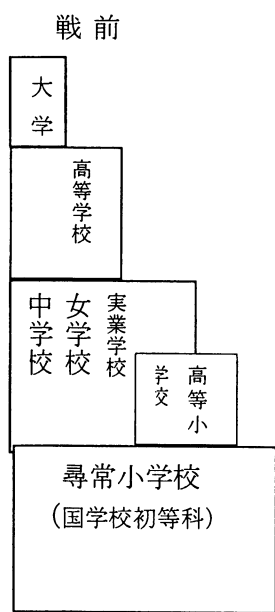 戦前
大学
高等学校
実業学校
女学校
中学校
高等小
学校
尋常小学校
(国学校初等科)